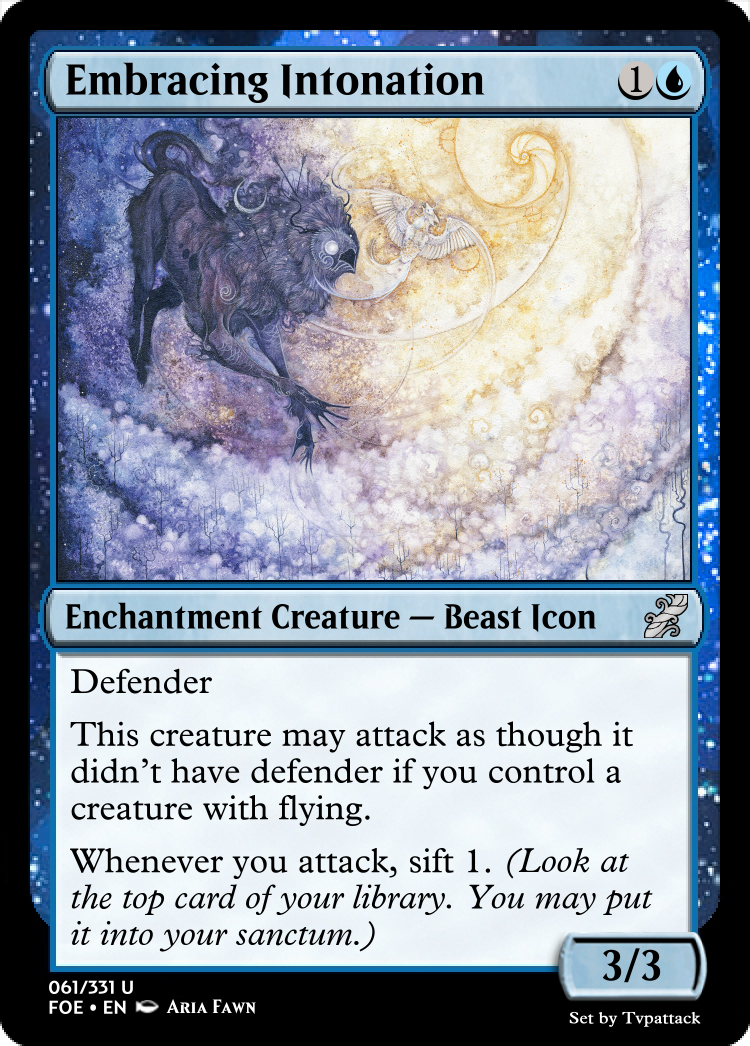 Embracing Intonation 1
Enchantment Creature — Beast Icon
Defender
This creature may attack as though it
didn't have defender if you control a
creature with flying.
Whenever you attack, sift 1. (Look at
the top card of your library. You may put
it into your sanctum.)
3/3
061/331 U
FOE • EN Aria Fawn
Set by Tvpattack